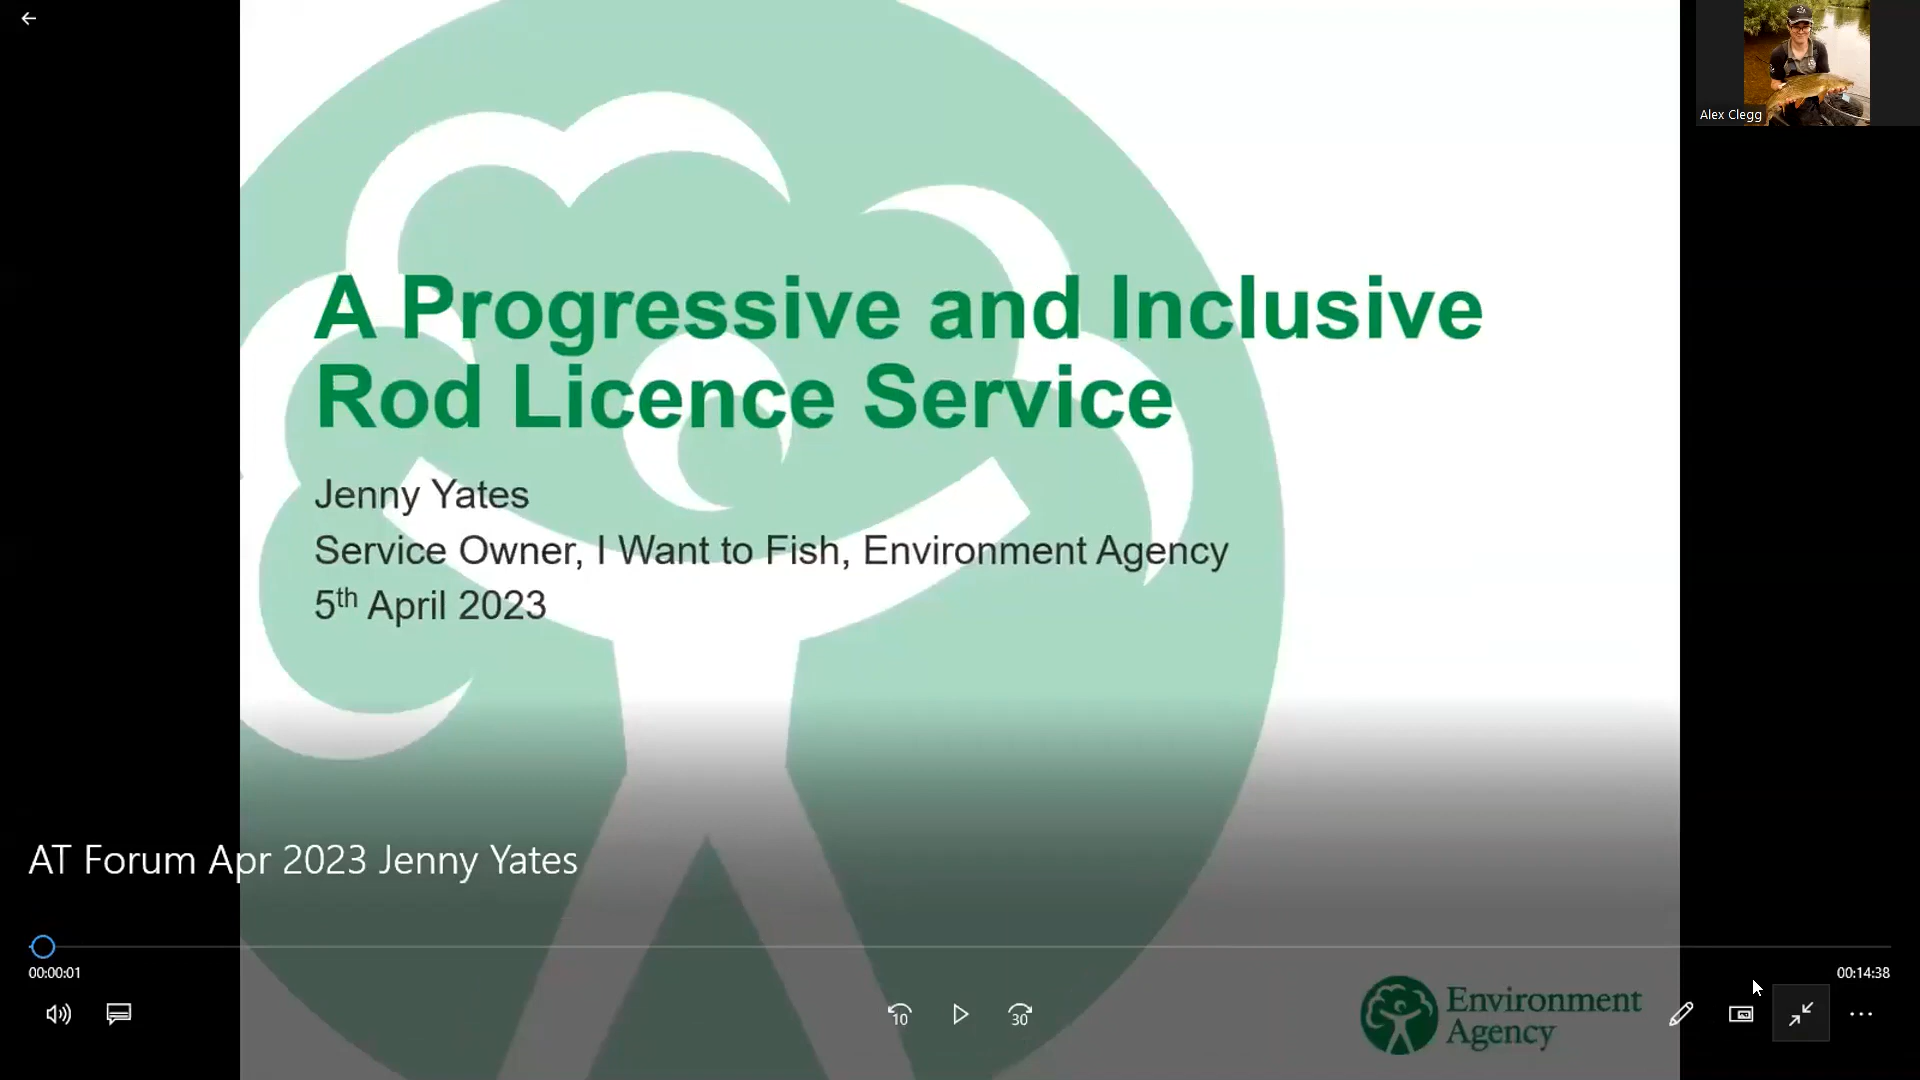 Alex Clegg
A Progressive and Inclusive
Rod Licence Service
Jenny Yates
Service Owner, I Want to Fish, Environment Agency
5th April 2023
AT Forum Apr 2023 Jenny Yates
00:00:01
00:14:38
10
30
Environment
Agency